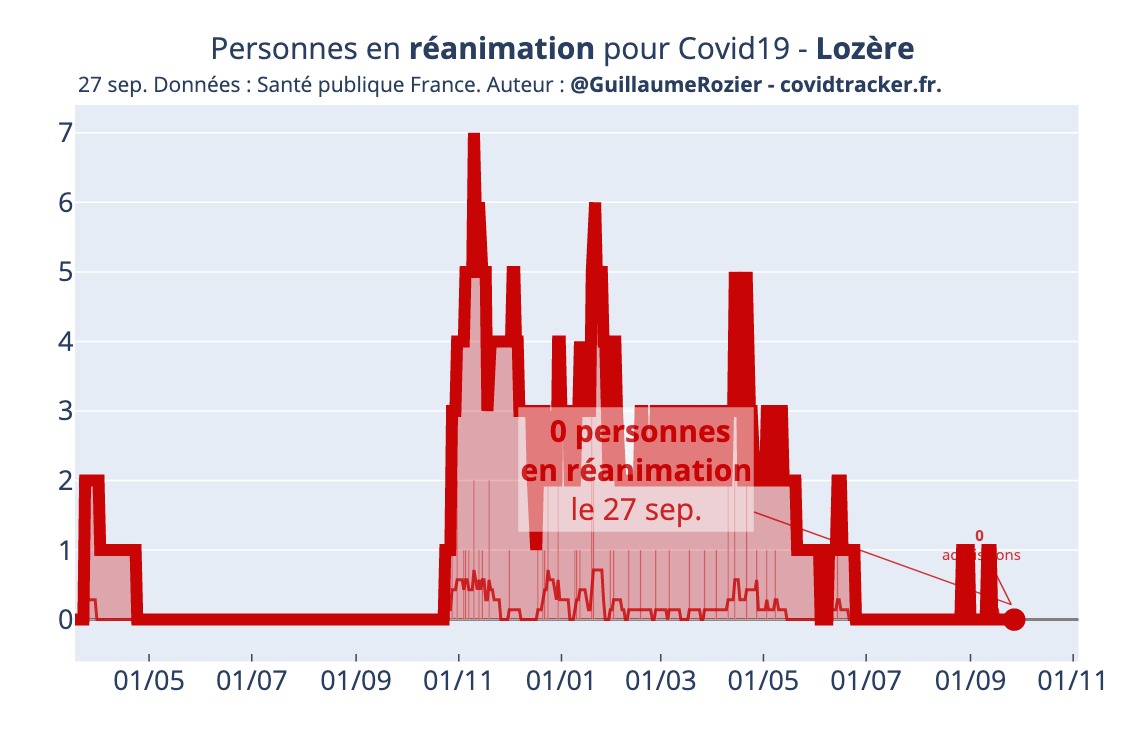 Personnes en réanimation pour Covid19 - Lozère
27 sep. Données : Santé publique France. Auteur : @GuillaumeRozier - covidtracker.fr.
7
6
5
4
3
2
1
0
0 personnes
en réanimation
le 27 sep.
0
01/05 01/07 01/09 01/11 01/01 01/03 01/05 01/07 01/09 01/11